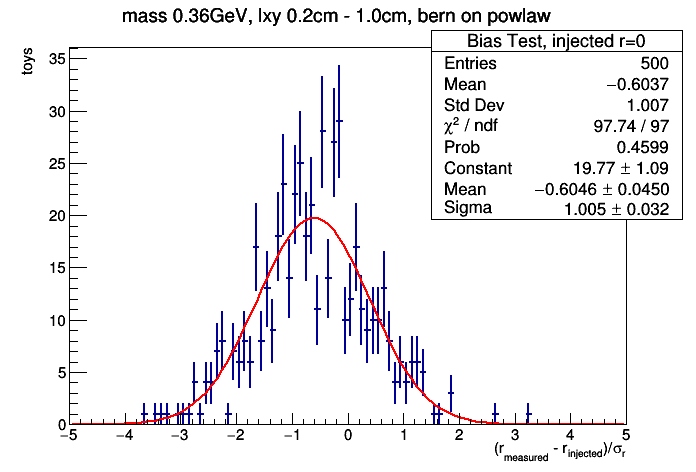 mass 0.36GeV, lxy 0.2cm - 1.0cm, bern on powlaw
Bias Test, injected r=0
Entries 500
Mean −0.6037
Std Dev 1.007
χ² / ndf 97.74 / 97
Prob 0.4599
Constant 19.77 ± 1.09
Mean −0.6046 ± 0.0450
Sigma 1.005 ± 0.032
toys
35
30
25
20
15
10
5
0
−5 −4 −3 −2 −1 0 1 2 3 4 5
(r_measured - r_injected)/σ_r